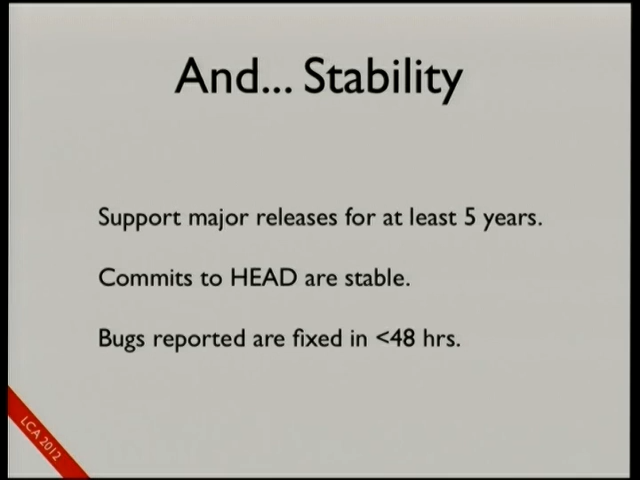 And... Stability
Support major releases for at least 5 years.
Commits to HEAD are stable.
Bugs reported are fixed in <48 hrs.
LCA 2012